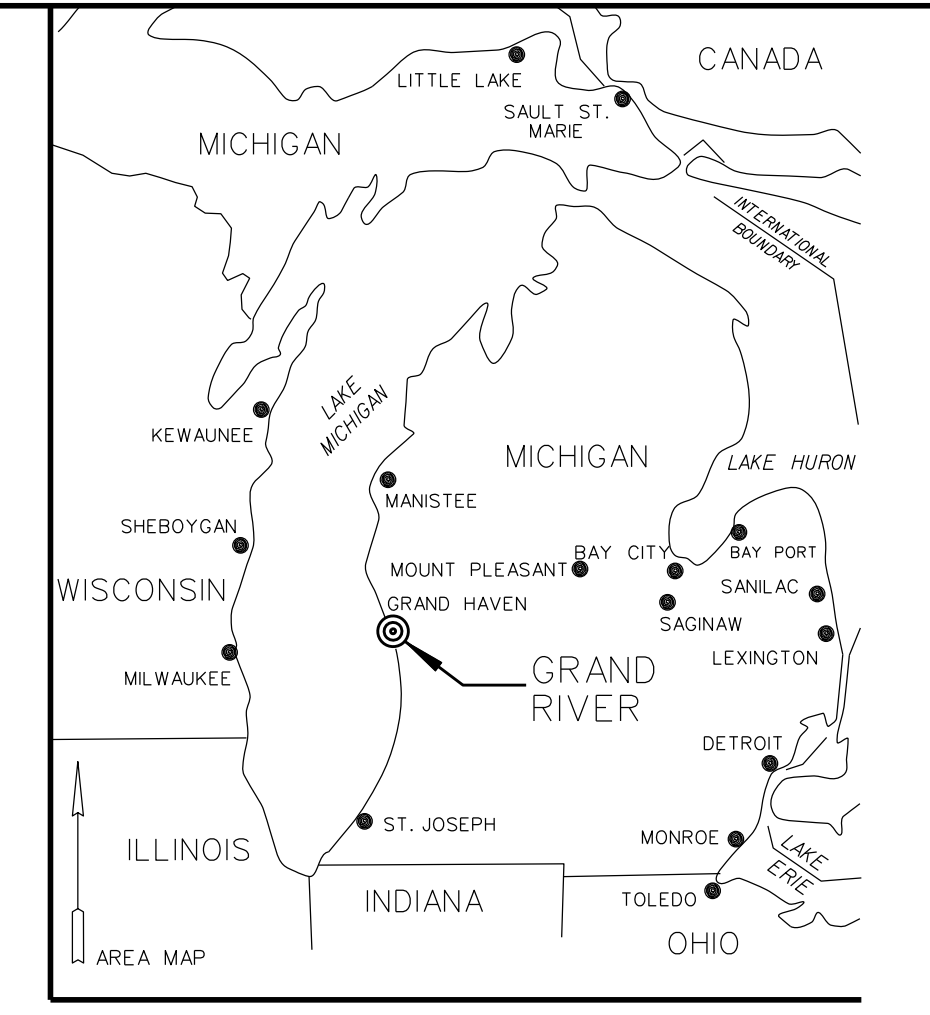 CANADA
LITTLE LAKE
SAULT ST.
MARIE
MICHIGAN
INTERNATIONAL
BOUNDARY
LAKE
MICHIGAN
KEWAUNEE
MICHIGAN
LAKE HURON
MANISTEE
SHEBOYGAN
BAY CITY
BAY PORT
MOUNT PLEASANT
WISCONSIN
SANILAC
GRAND HAVEN
SAGINAW
LEXINGTON
MILWAUKEE
GRAND
RIVER
DETROIT
ST. JOSEPH
MONROE
ILLINOIS
LAKE
ERIE
INDIANA
TOLEDO
OHIO
AREA MAP